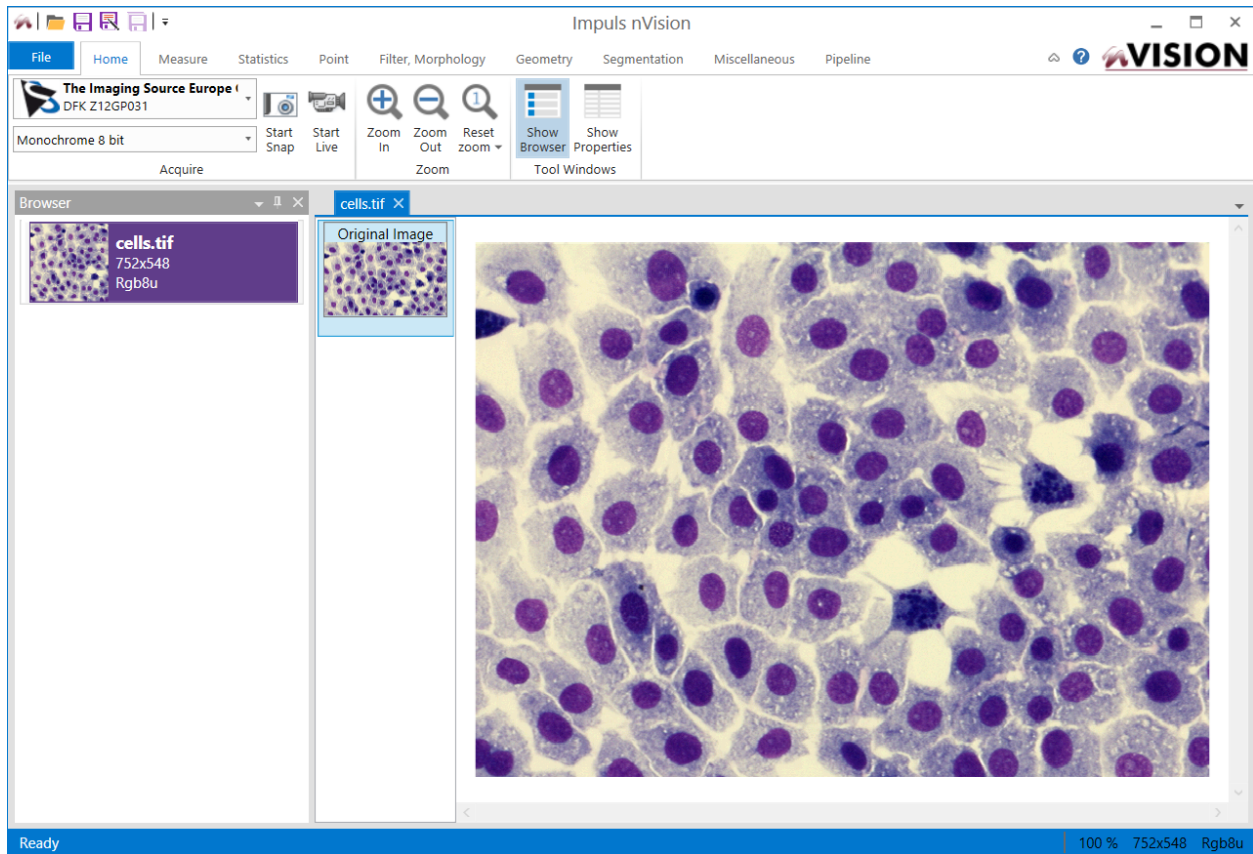 Impuls nVision
File Home Measure Statistics Point Filter, Morphology Geometry Segmentation Miscellaneous Pipeline
nVISION
The Imaging Source Europe
DFK Z12GP031
Monochrome 8 bit
Start Snap
Start Live
Zoom In
Zoom Out
Reset zoom
Show Browser
Show Properties
Acquire Zoom Tool Windows
Browser
cells.tif
752x548
Rgb8u
cells.tif
Original Image
Ready 100 % 752x548 Rgb8u